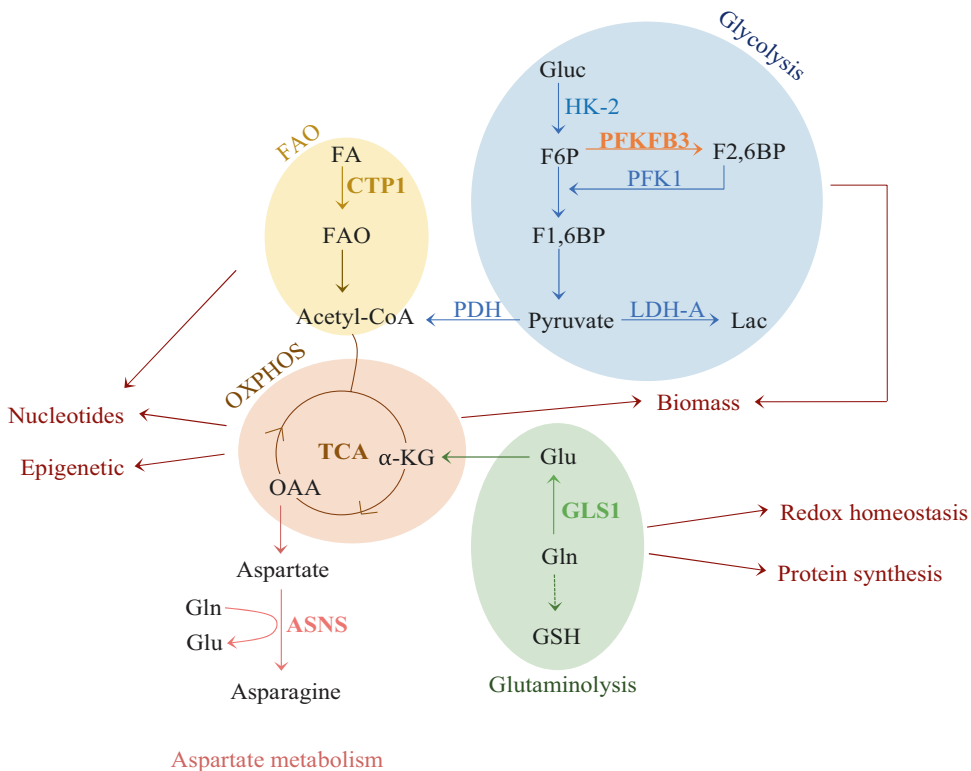 Glycolysis
Gluc
HK-2
FAO
FA
CTP1
F6P
PFKFB3
F2,6BP
PFK1
FAO
F1,6BP
Acetyl-CoA
PDH
Pyruvate
LDH-A
Lac
OXPHOS
Nucleotides
Biomass
Epigenetic
TCA
α-KG
Glu
OAA
GLS1
Redox homeostasis
Aspartate
Gln
Protein synthesis
Gln
ASNS
Glu
GSH
Asparagine
Glutaminolysis
Aspartate metabolism